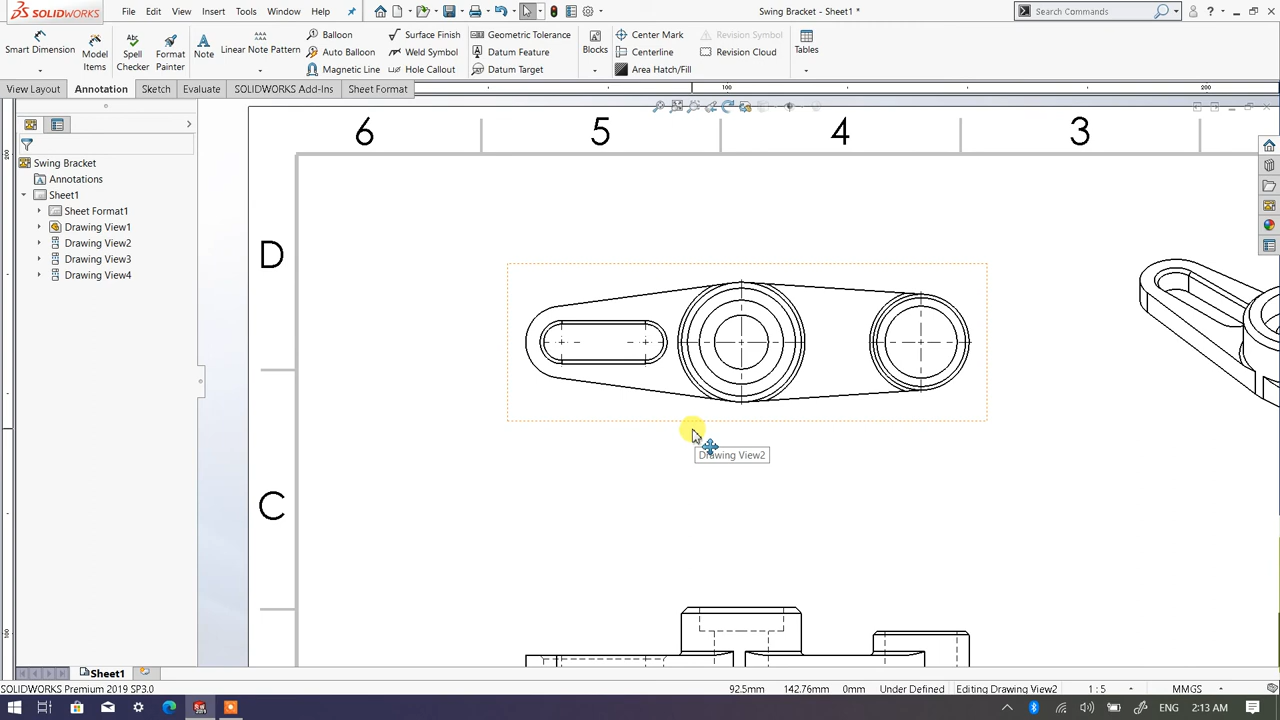 SOLIDWORKS
File Edit View Insert Tools Window Help
Swing Bracket - Sheet1 *
Search Commands
Smart Dimension
Model Items
Spell Checker
Format Painter
Note
Linear Note Pattern
Balloon
Auto Balloon
Magnetic Line
Surface Finish
Weld Symbol
Hole Callout
Geometric Tolerance
Datum Feature
Datum Target
Blocks
Center Mark
Centerline
Area Hatch/Fill
Revision Symbol
Revision Cloud
Tables
View Layout Annotation Sketch Evaluate SOLIDWORKS Add-Ins Sheet Format
100 200
6 5 4 3
Swing Bracket
Annotations
Sheet1
Sheet Format1
Drawing View1
Drawing View2
Drawing View3
Drawing View4
D
C
Drawing View2
Sheet1
SOLIDWORKS Premium 2019 SP3.0
92.5mm 142.76mm 0mm Under Defined Editing Drawing View2 1 : 5 MMGS
ENG 2:13 AM